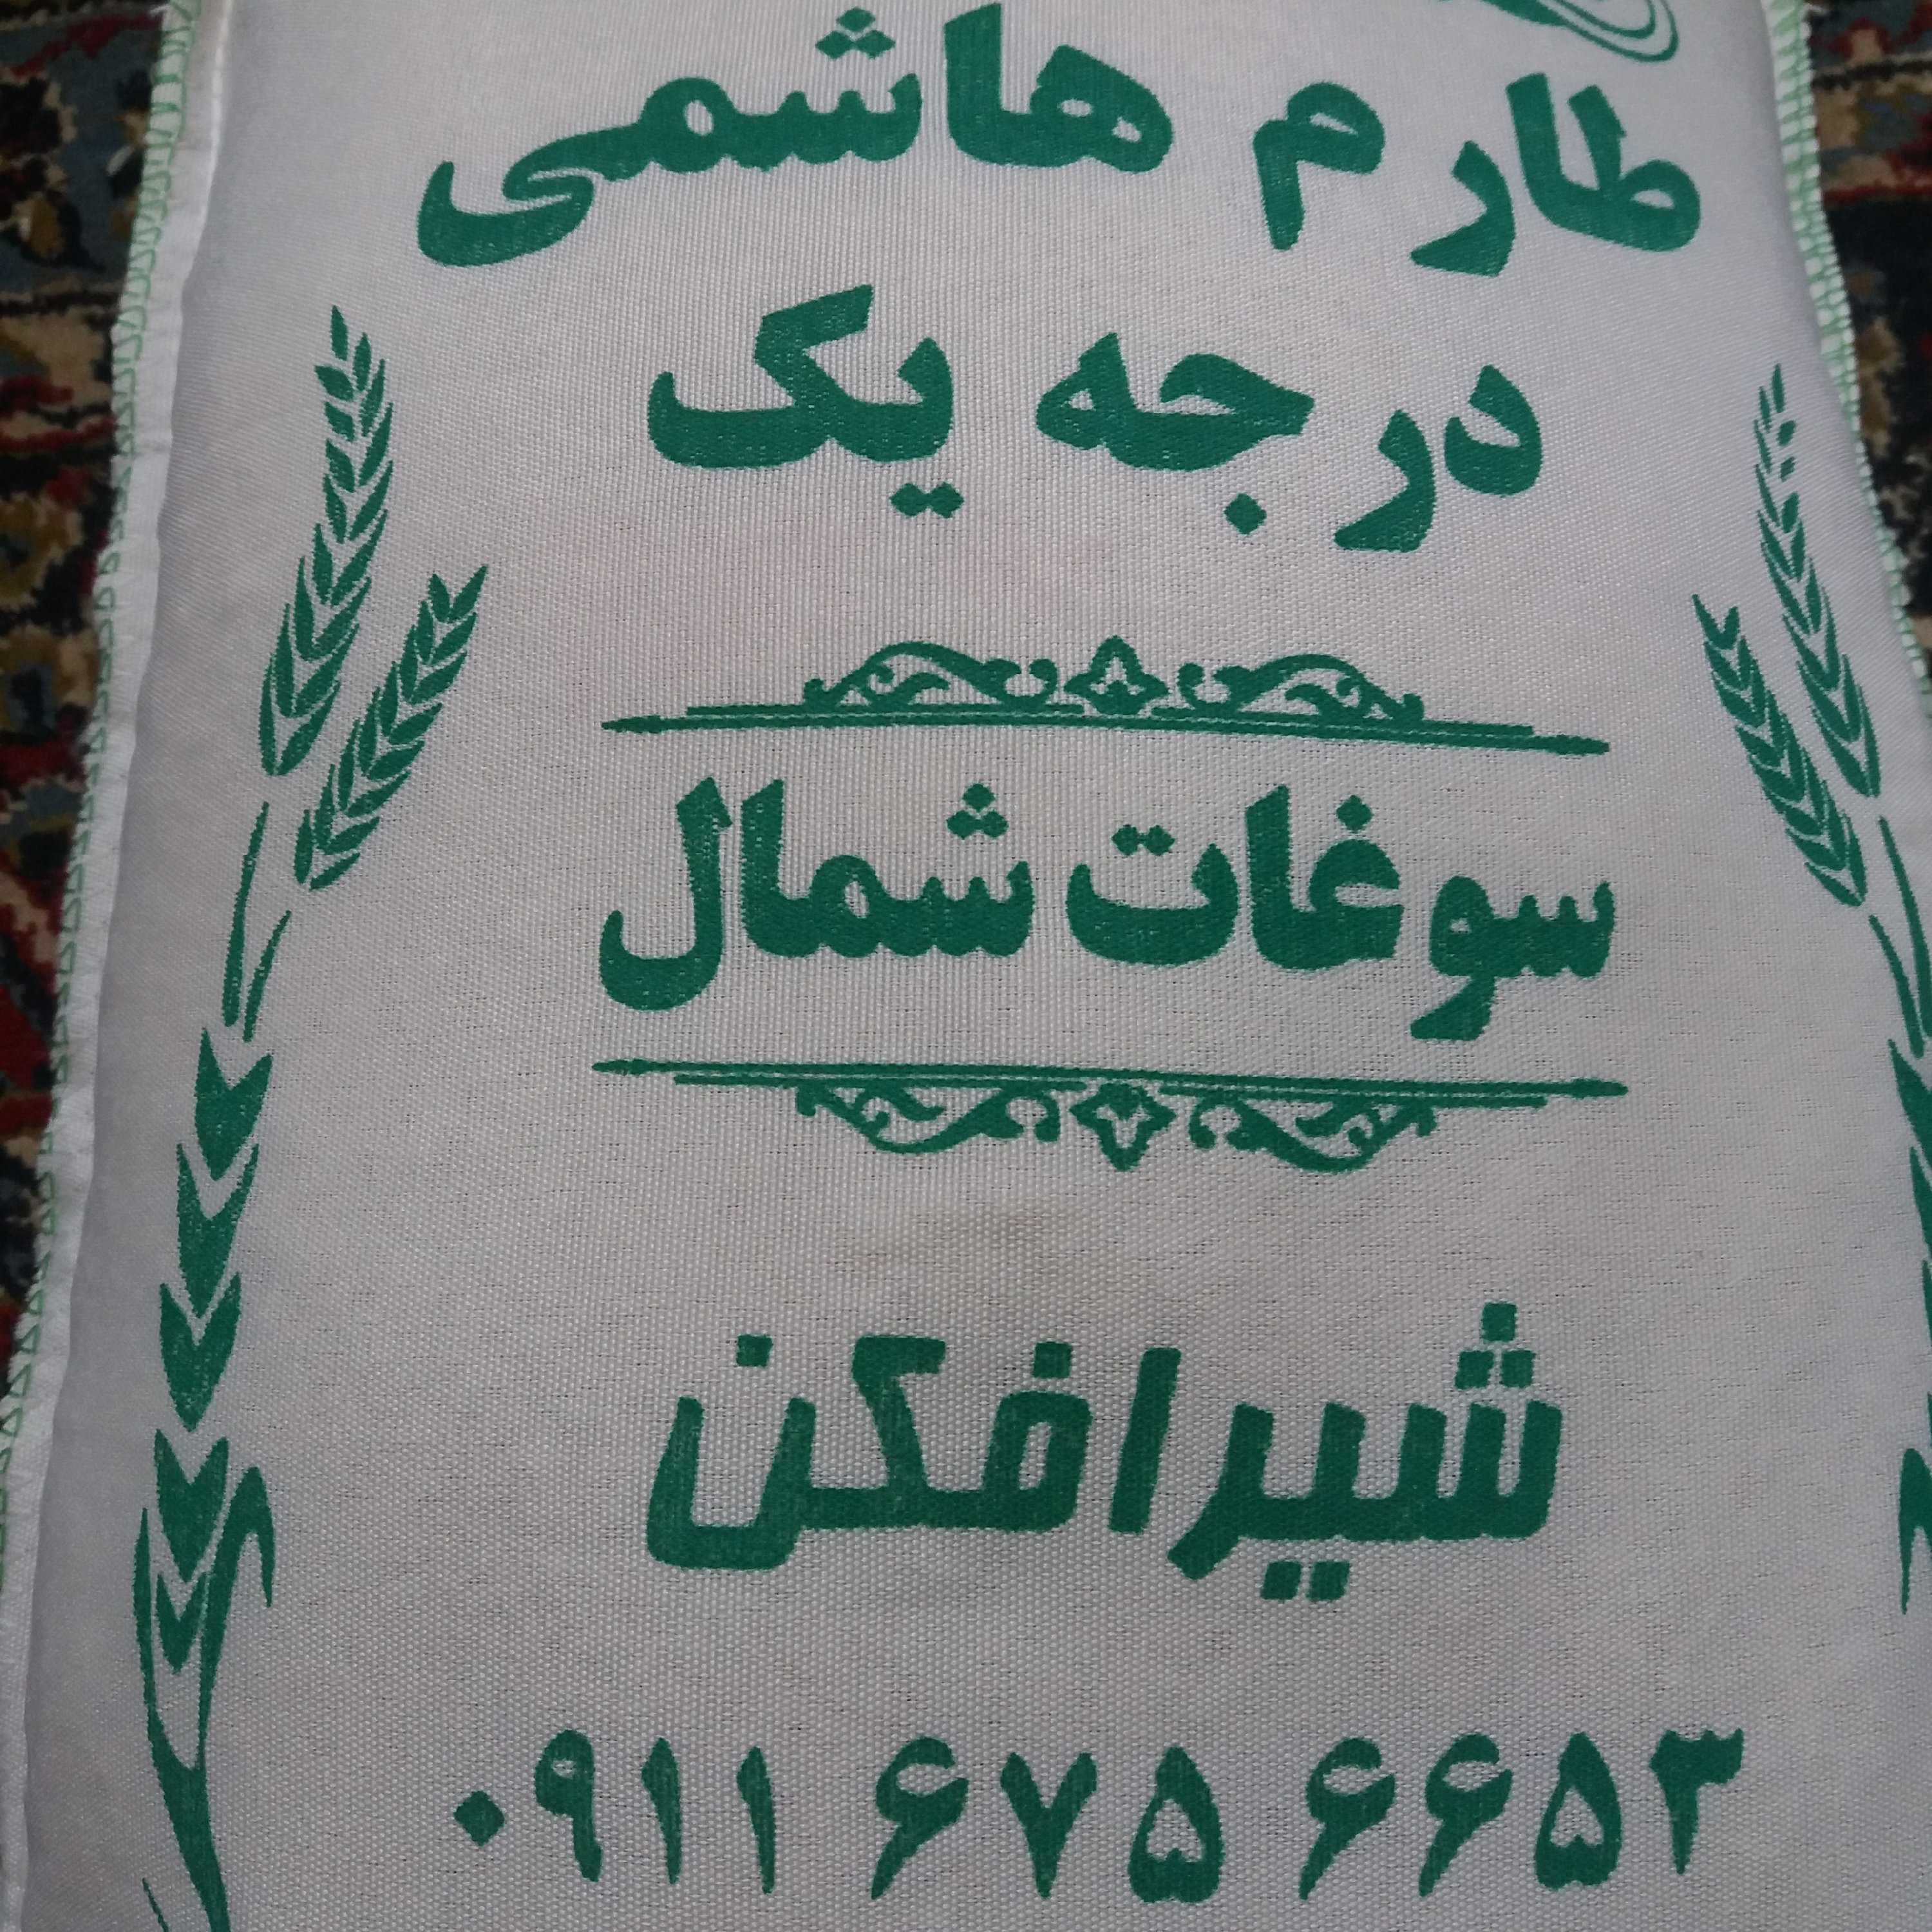 طارم هاشمی
درجه یک
سوغات شمال
شیرافکن
۰۹۱۱ ۶۷۵ ۶۶۵۳